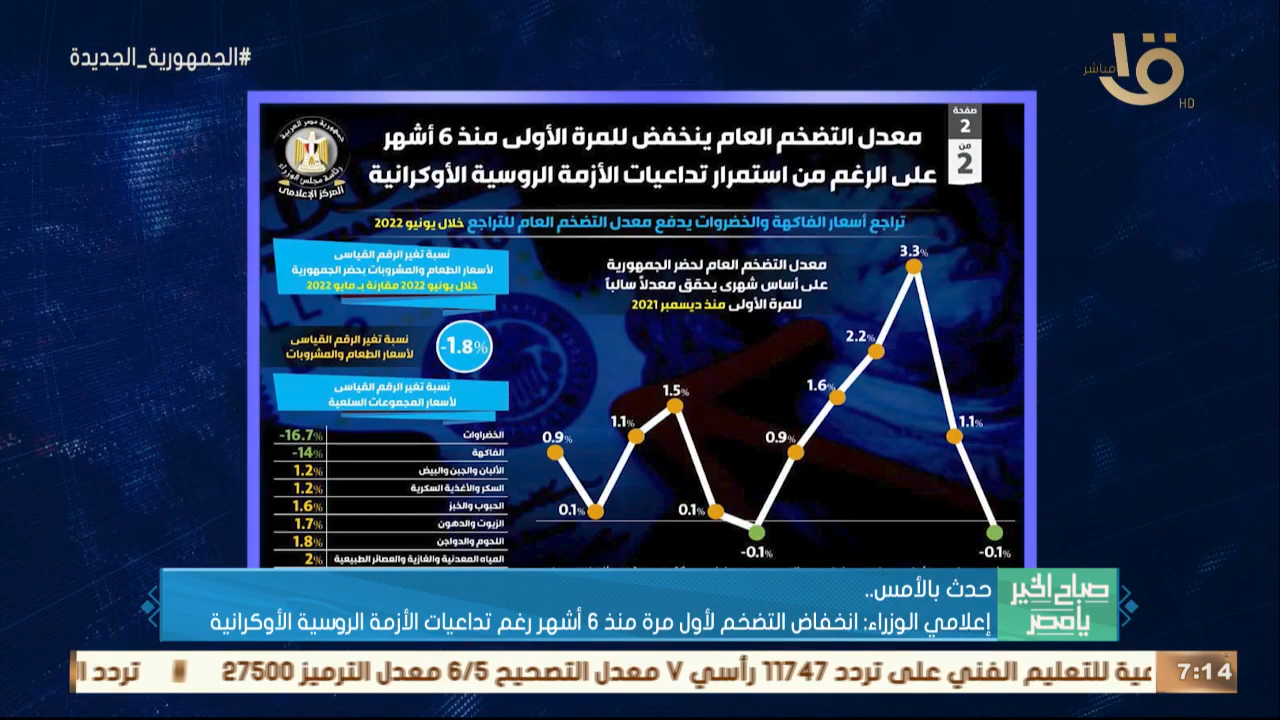 #الجمهورية_الجديدة
مباشر
HD
صفحة
2
من
2
جمهورية مصر العربية
رئاسة مجلس الوزراء
المركز الإعلامى
معدل التضخم العام ينخفض للمرة الأولى منذ 6 أشهر
على الرغم من استمرار تداعيات الأزمة الروسية الأوكرانية
تراجع أسعار الفاكهة والخضروات يدفع معدل التضخم العام للتراجع خلال يونيو 2022
معدل التضخم العام لحضر الجمهورية
على أساس شهرى يحقق معدلاً سالباً
للمرة الأولى منذ ديسمبر 2021
0.9%
0.1%
1.1%
1.5%
0.1%
-0.1%
0.9%
1.6%
2.2%
3.3%
1.1%
-0.1%
نسبة تغير الرقم القياسى
لأسعار الطعام والمشروبات بحضر الجمهورية
خلال يونيو 2022 مقارنة بـ مايو 2022
نسبة تغير الرقم القياسى
لأسعار الطعام والمشروبات
-1.8%
نسبة تغير الرقم القياسى
لأسعار المجموعات السلعية
الخضراوات -16.7%
الفاكهة -14%
الألبان والجبن والبيض 1.2%
السكر والأغذية السكرية 1.2%
الحبوب والخبز 1.6%
الزيوت والدهون 1.7%
اللحوم والدواجن 1.8%
المياه المعدنية والغازية والعصائر الطبيعية 2%
صباح الخير
يا مصر
حدث بالأمس..
إعلامي الوزراء: انخفاض التضخم لأول مرة منذ 6 أشهر رغم تداعيات الأزمة الروسية الأوكرانية
7:14
للتعليم الفني على تردد 11747 رأسي V معدل التصحيح 6/5 معدل الترميز 27500 تردد